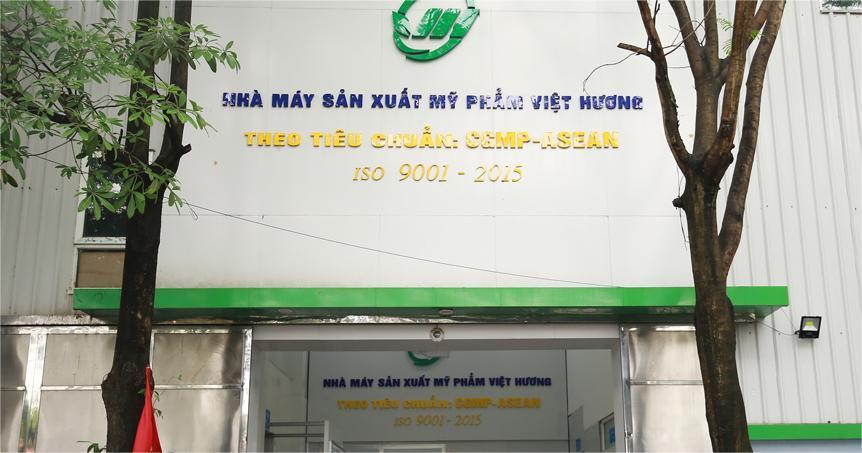 NHÀ MÁY SẢN XUẤT MỸ PHẨM VIỆT HƯƠNG
THEO TIÊU CHUẨN: CGMP-ASEAN
ISO 9001 - 2015
NHÀ MÁY SẢN XUẤT MỸ PHẨM VIỆT HƯƠNG
THEO TIÊU CHUẨN: CGMP-ASEAN
ISO 9001 - 2015